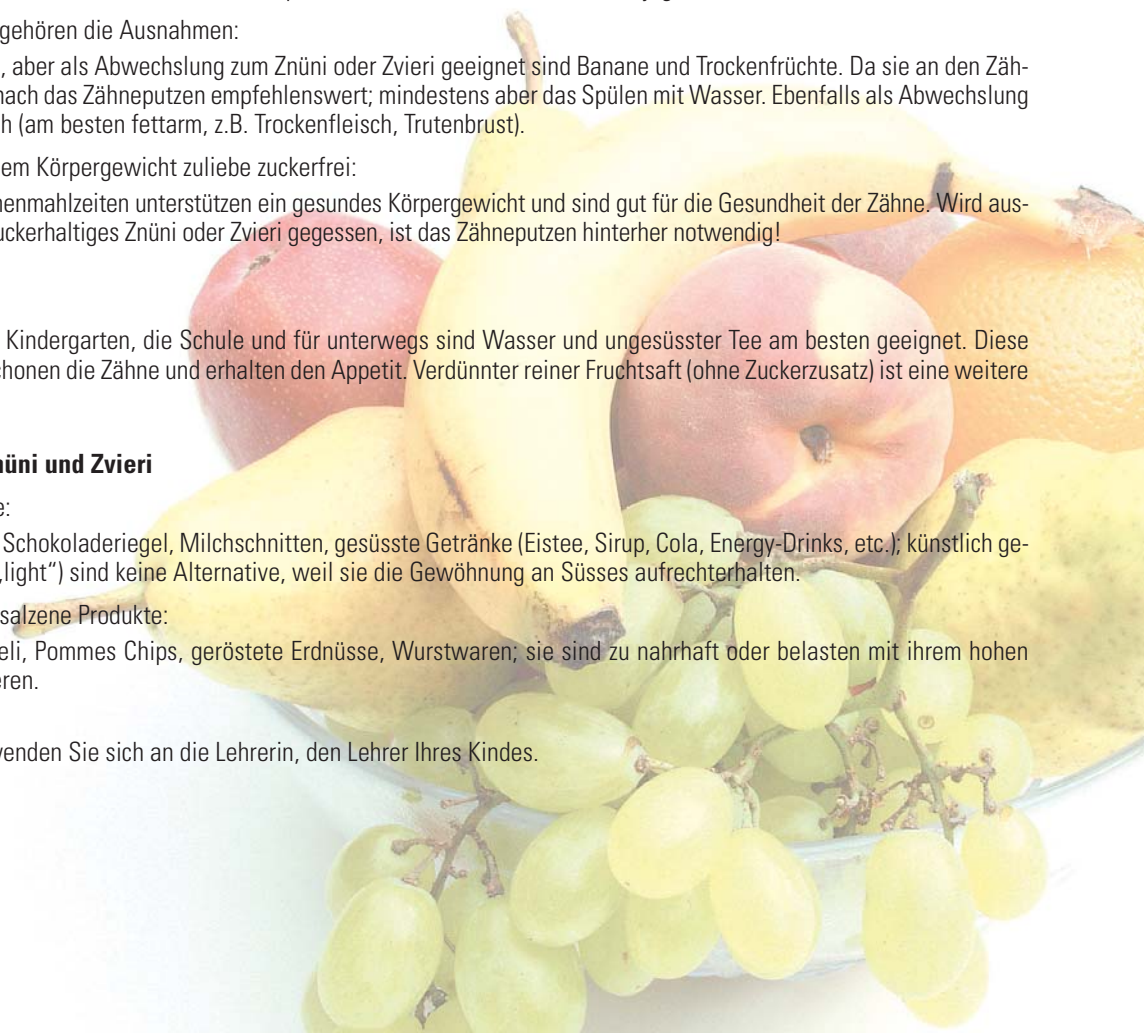 gehören die Ausnahmen:
, aber als Abwechslung zum Znüni oder Zvieri geeignet sind Banane und Trockenfrüchte. Da sie an den Zäh-
nach das Zähneputzen empfehlenswert; mindestens aber das Spülen mit Wasser. Ebenfalls als Abwechslung
h (am besten fettarm, z.B. Trockenfleisch, Trutenbrust).
em Körpergewicht zuliebe zuckerfrei:
enmahlzeiten unterstützen ein gesundes Körpergewicht und sind gut für die Gesundheit der Zähne. Wird aus-
uckerhaltiges Znüni oder Zvieri gegessen, ist das Zähneputzen hinterher notwendig!
Kindergarten, die Schule und für unterwegs sind Wasser und ungesüsster Tee am besten geeignet. Diese
chonen die Zähne und erhalten den Appetit. Verdünnter reiner Fruchtsaft (ohne Zuckerzusatz) ist eine weitere
nüni und Zvieri
e:
Schokoladeriegel, Milchschnitten, gesüsste Getränke (Eistee, Sirup, Cola, Energy-Drinks, etc.); künstlich ge-
„light“) sind keine Alternative, weil sie die Gewöhnung an Süsses aufrechterhalten.
salzene Produkte:
eli, Pommes Chips, geröstete Erdnüsse, Wurstwaren; sie sind zu nahrhaft oder belasten mit ihrem hohen
eren.
wenden Sie sich an die Lehrerin, den Lehrer Ihres Kindes.